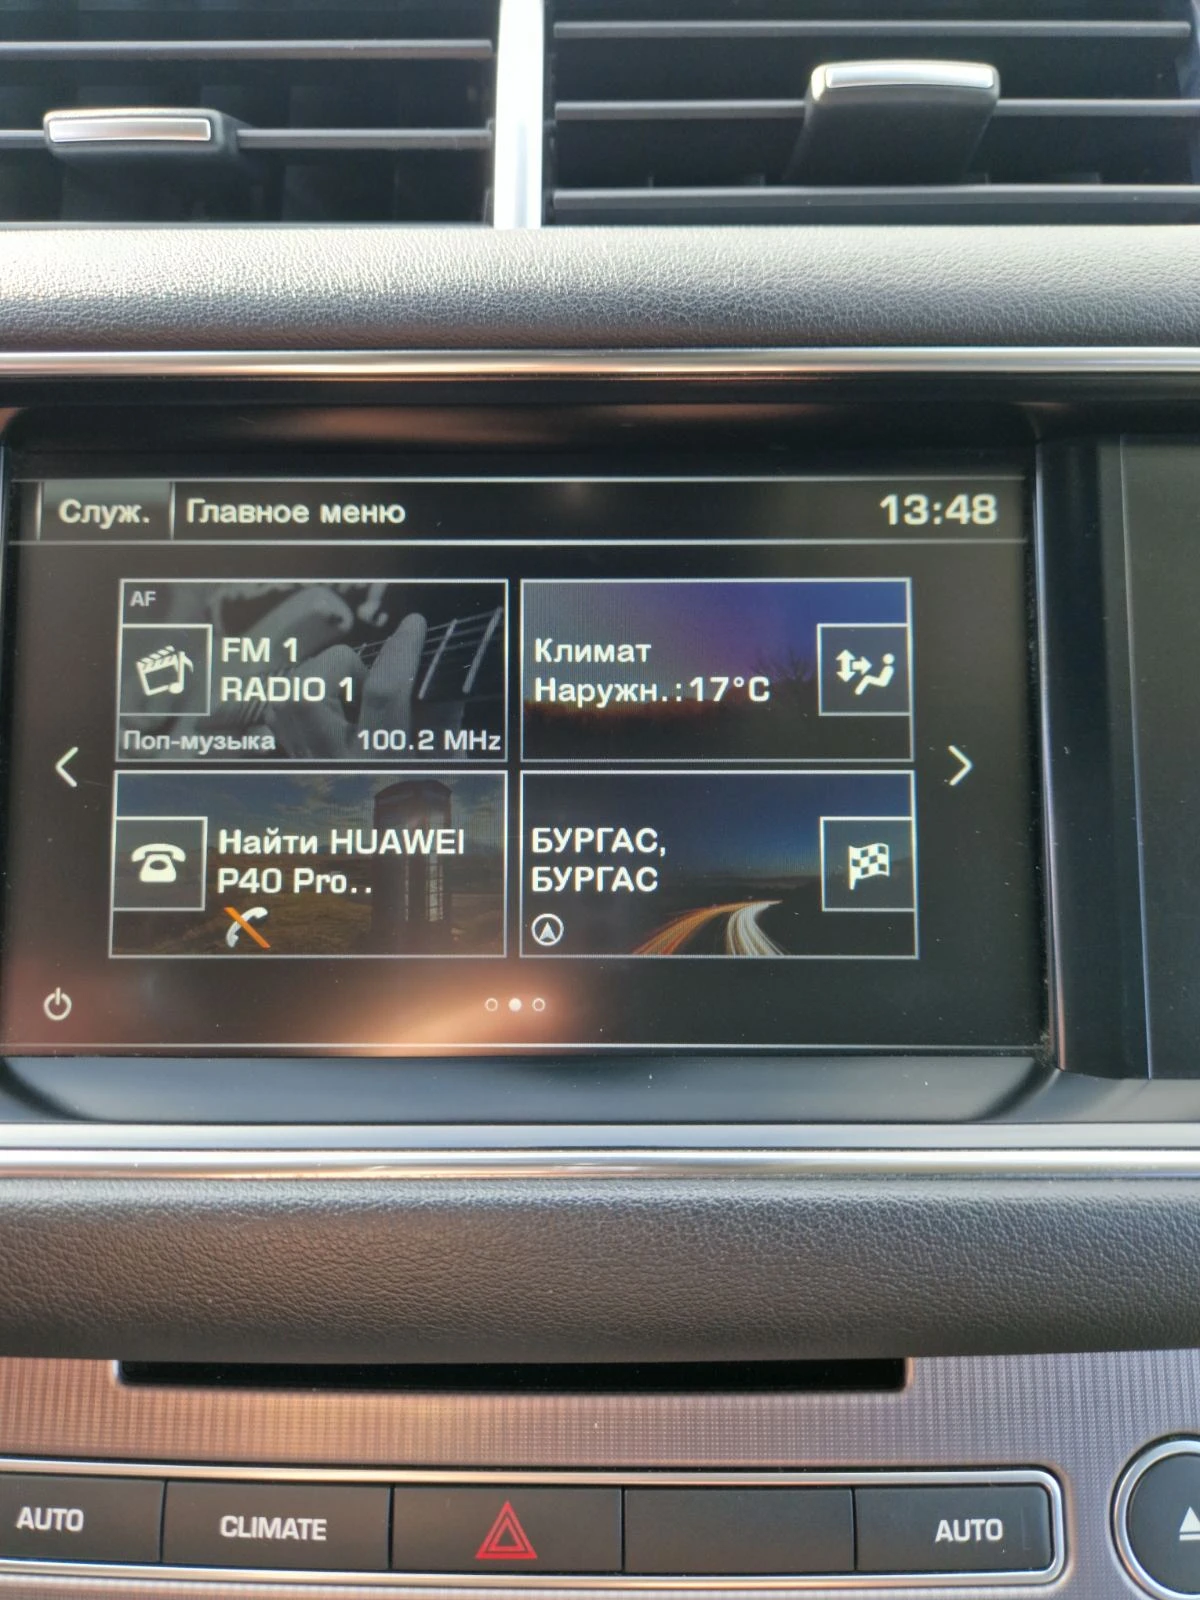 Служ.
Главное меню
13:48
AF
FM 1
RADIO 1
Поп-музыка
100.2 MHz
Климат
Наружн.:17°C
Найти HUAWEI
P40 Pro..
БУРГАС,
БУРГАС
AUTO
CLIMATE
AUTO